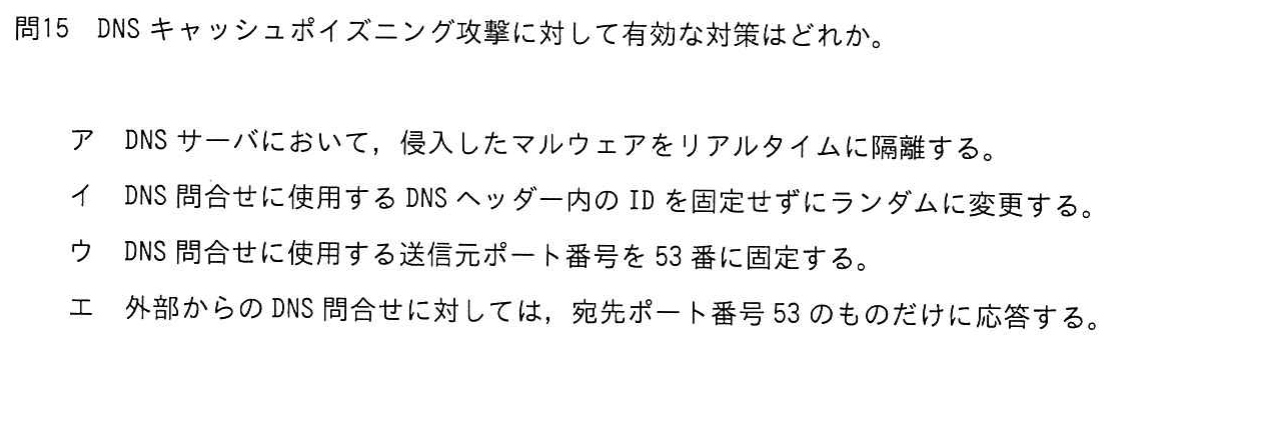 問15　DNS キャッシュポイズニング攻撃に対して有効な対策はどれか。
ア　DNS サーバにおいて，侵入したマルウェアをリアルタイムに隔離する。
イ　DNS 問合せに使用する DNS ヘッダー内の ID を固定せずにランダムに変更する。
ウ　DNS 問合せに使用する送信元ポート番号を 53 番に固定する。
エ　外部からの DNS 問合せに対しては，宛先ポート番号 53 のものだけに応答する。